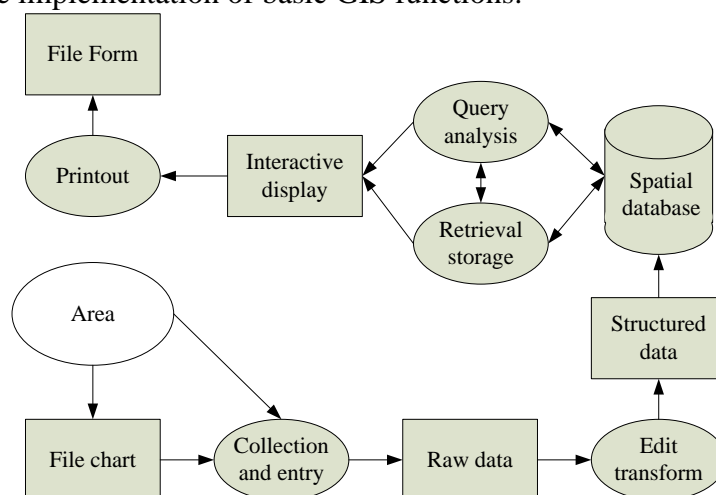 implementation of basic GIS functions.
File Form
Query
analysis
Printout
Interactive
display
Spatial
database
Retrieval
storage
Area
Structured
data
File chart
Collection
and entry
Raw data
Edit
transform